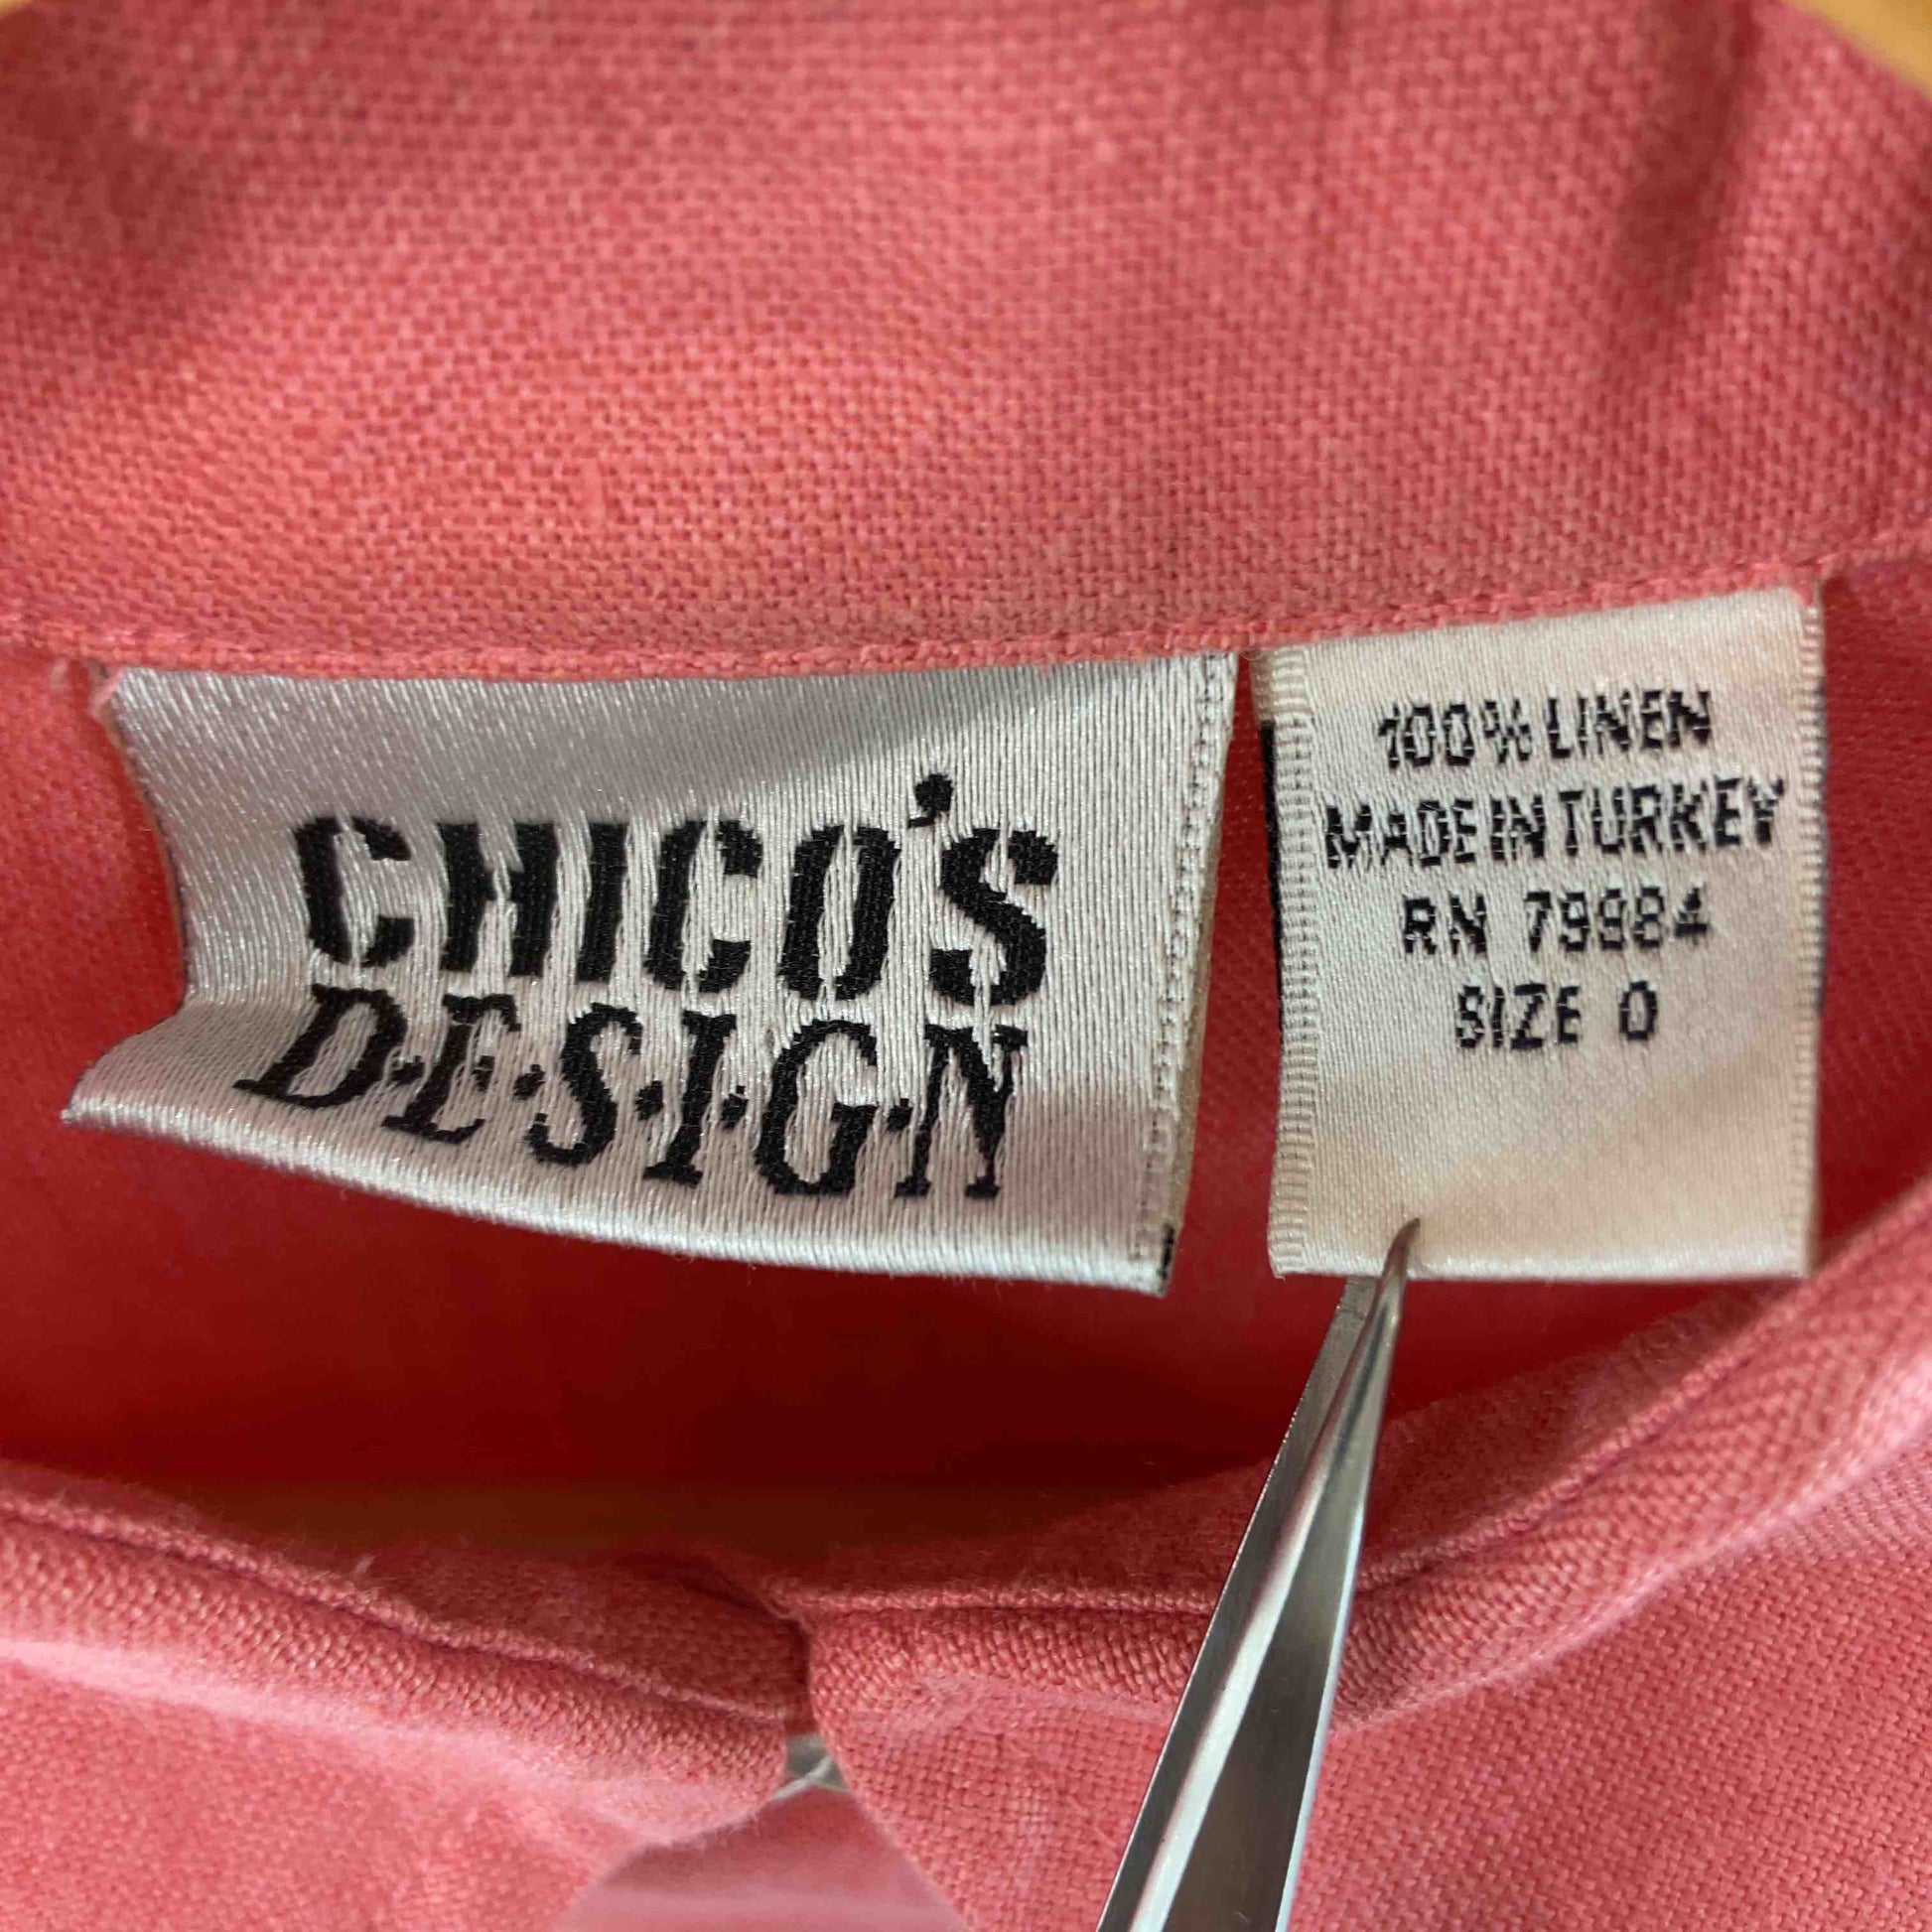 CHICO'S
D·E·S·I·G·N
100% LINEN
MADE IN TURKEY
RN 79984
SIZE 0